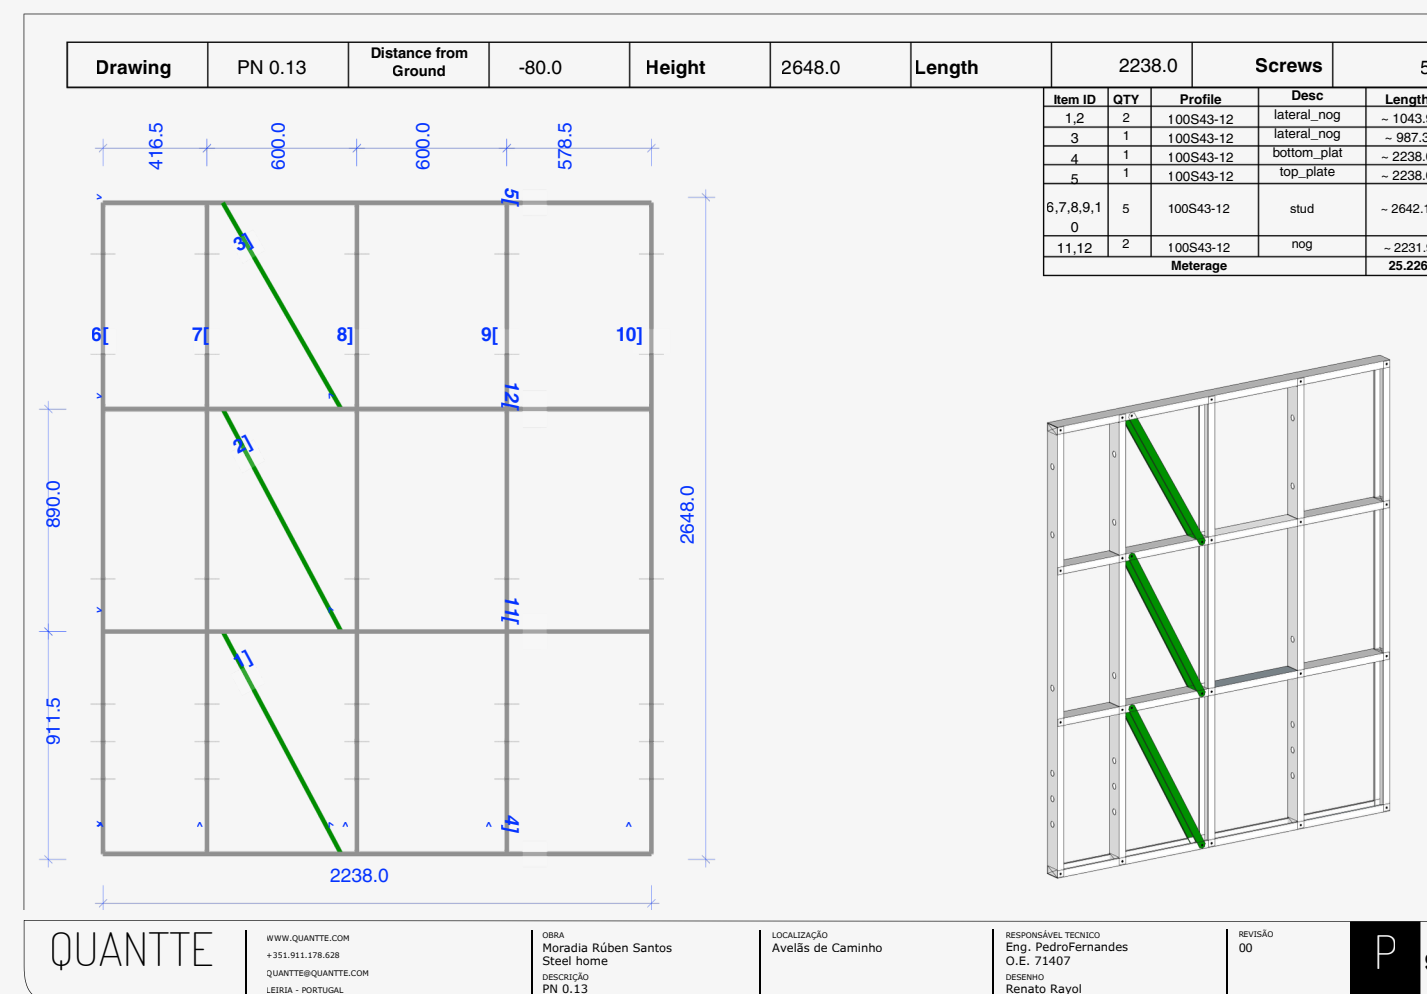 Drawing PN 0.13 Distance from Ground -80.0 Height 2648.0 Length 2238.0 Screws
Item ID QTY Profile Desc Length
1,2 2 100S43-12 lateral_nog
3 1 100S43-12 lateral_nog
4 1 100S43-12 bottom_plat
5 1 100S43-12 top_plate
6,7,8,9,1
0 5 100S43-12 stud
11,12 2 100S43-12 nog
Meterage 25.226
416.5 600.0 600.0 578.5
5[
3]
6[ 7[ 8] 9[ 10]
12[
2]
890.0
2648.0
11[
1]
911.5
4]
2238.0
QUANTTE
WWW.QUANTTE.COM
+351.911.178.628
QUANTTE@QUANTTE.COM
LEIRIA - PORTUGAL
OBRA
Moradia Rúben Santos
Steel home
DESCRIÇÃO
PN 0.13
LOCALIZAÇÃO
Avelãs de Caminho
RESPONSÁVEL TECNICO
Eng. PedroFernandes
O.E. 71407
DESENHO
Renato Rayol
REVISÃO
00
P